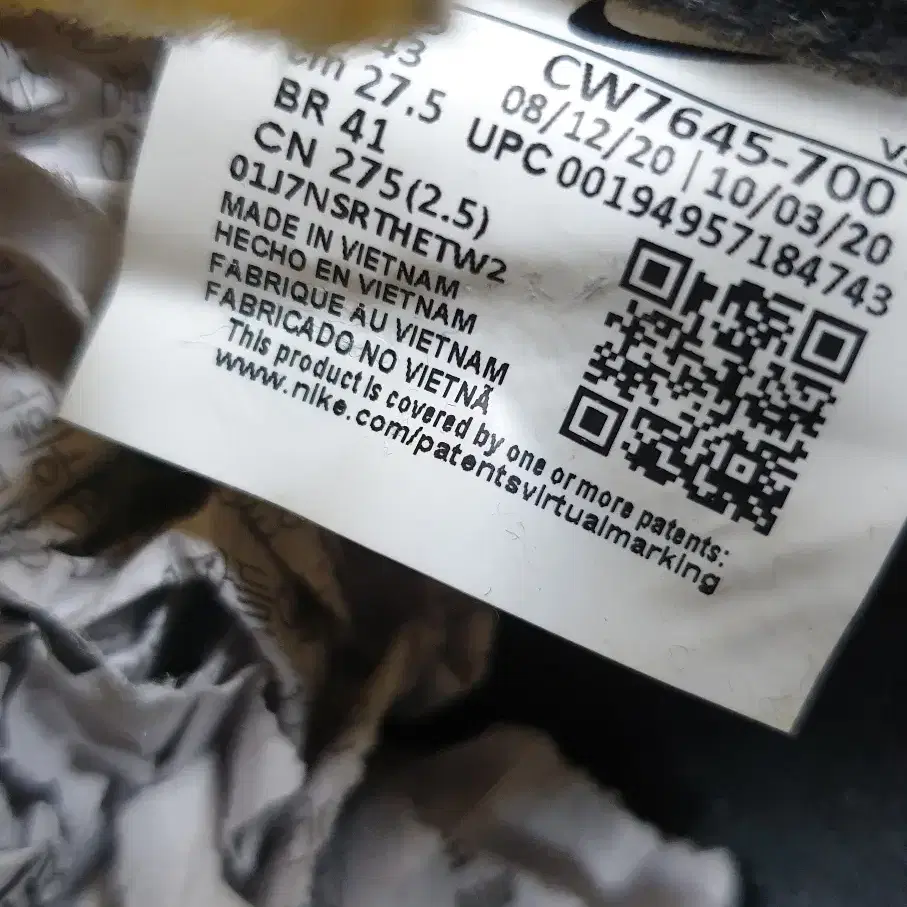 43
cm 27.5
BR 41
CN 275(2.5)
01J7NSRTHETW2
MADE IN VIETNAM
HECHO EN VIETNAM
FABRIQUE AU VIETNAM
FABRICADO NO VIETNÃ
This product is covered by one or more patents:
www.nike.com/patentsvirtualmarking
CW7645-700
08/12/20 | 10/03/20
UPC 00194957184743